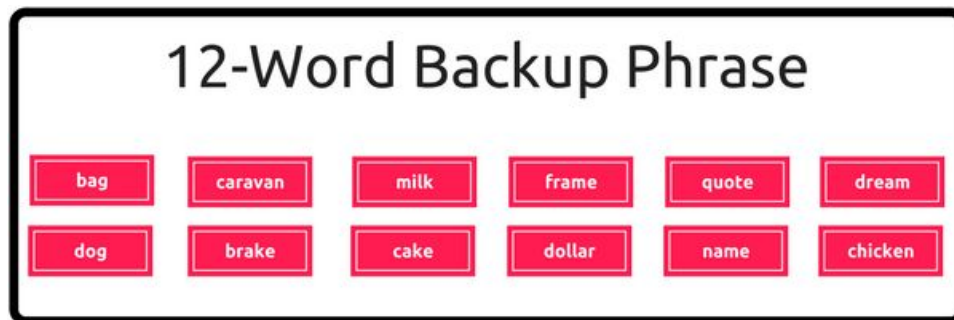 12-Word Backup Phrase
bag caravan milk frame quote dream
dog brake cake dollar name chicken